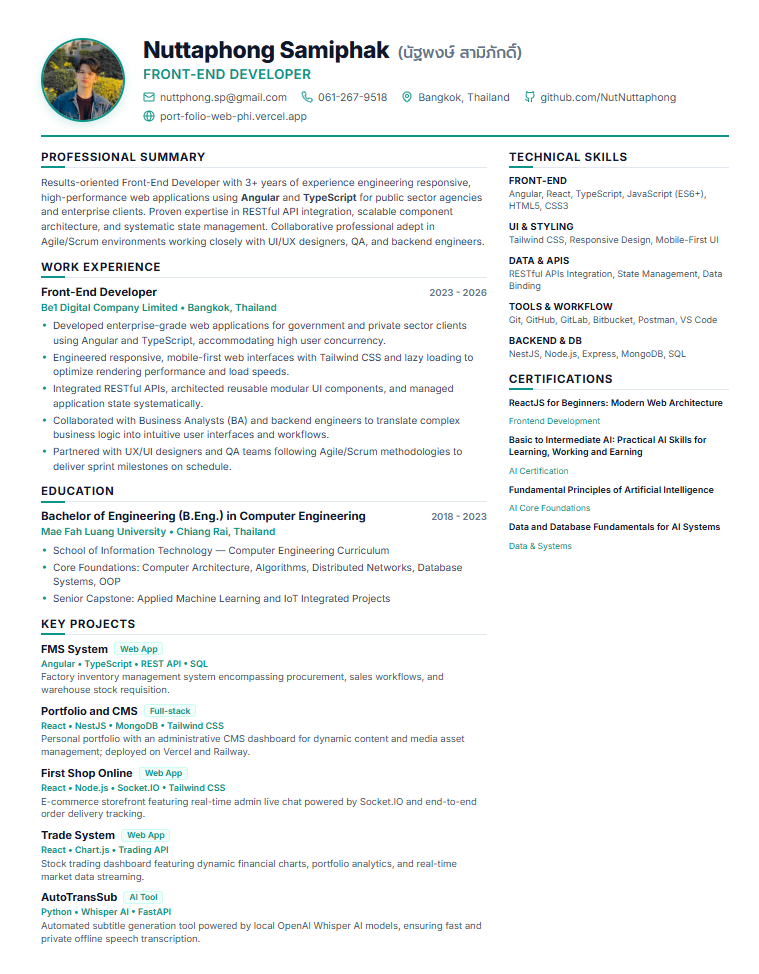 Nuttaphong Samiphak (นัฐพงษ์ สามิภักดิ์)
FRONT-END DEVELOPER
nuttphong.sp@gmail.com 061-267-9518 Bangkok, Thailand github.com/NutNuttaphong
port-folio-web-phi.vercel.app
PROFESSIONAL SUMMARY
Results-oriented Front-End Developer with 3+ years of experience engineering responsive,
high-performance web applications using Angular and TypeScript for public sector agencies
and enterprise clients. Proven expertise in RESTful API integration, scalable component
architecture, and systematic state management. Collaborative professional adept in
Agile/Scrum environments working closely with UI/UX designers, QA, and backend engineers.
WORK EXPERIENCE
Front-End Developer 2023 - 2026
Be1 Digital Company Limited • Bangkok, Thailand
• Developed enterprise-grade web applications for government and private sector clients
using Angular and TypeScript, accommodating high user concurrency.
• Engineered responsive, mobile-first web interfaces with Tailwind CSS and lazy loading to
optimize rendering performance and load speeds.
• Integrated RESTful APIs, architected reusable modular UI components, and managed
application state systematically.
• Collaborated with Business Analysts (BA) and backend engineers to translate complex
business logic into intuitive user interfaces and workflows.
• Partnered with UX/UI designers and QA teams following Agile/Scrum methodologies to
deliver sprint milestones on schedule.
EDUCATION
Bachelor of Engineering (B.Eng.) in Computer Engineering 2018 - 2023
Mae Fah Luang University • Chiang Rai, Thailand
• School of Information Technology — Computer Engineering Curriculum
• Core Foundations: Computer Architecture, Algorithms, Distributed Networks, Database
Systems, OOP
• Senior Capstone: Applied Machine Learning and IoT Integrated Projects
KEY PROJECTS
FMS System Web App
Angular • TypeScript • REST API • SQL
Factory inventory management system encompassing procurement, sales workflows, and
warehouse stock requisition.
Portfolio and CMS Full-stack
React • NestJS • MongoDB • Tailwind CSS
Personal portfolio with an administrative CMS dashboard for dynamic content and media asset
management; deployed on Vercel and Railway.
First Shop Online Web App
React • Node.js • Socket.IO • Tailwind CSS
E-commerce storefront featuring real-time admin live chat powered by Socket.IO and end-to-end
order delivery tracking.
Trade System Web App
React • Chart.js • Trading API
Stock trading dashboard featuring dynamic financial charts, portfolio analytics, and real-time
market data streaming.
AutoTransSub AI Tool
Python • Whisper AI • FastAPI
Automated subtitle generation tool powered by local OpenAI Whisper AI models, ensuring fast and
private offline speech transcription.
TECHNICAL SKILLS
FRONT-END
Angular, React, TypeScript, JavaScript (ES6+),
HTML5, CSS3
UI & STYLING
Tailwind CSS, Responsive Design, Mobile-First UI
DATA & APIS
RESTful APIs Integration, State Management, Data
Binding
TOOLS & WORKFLOW
Git, GitHub, GitLab, Bitbucket, Postman, VS Code
BACKEND & DB
NestJS, Node.js, Express, MongoDB, SQL
CERTIFICATIONS
ReactJS for Beginners: Modern Web Architecture
Frontend Development
Basic to Intermediate AI: Practical AI Skills for
Learning, Working and Earning
AI Certification
Fundamental Principles of Artificial Intelligence
AI Core Foundations
Data and Database Fundamentals for AI Systems
Data & Systems